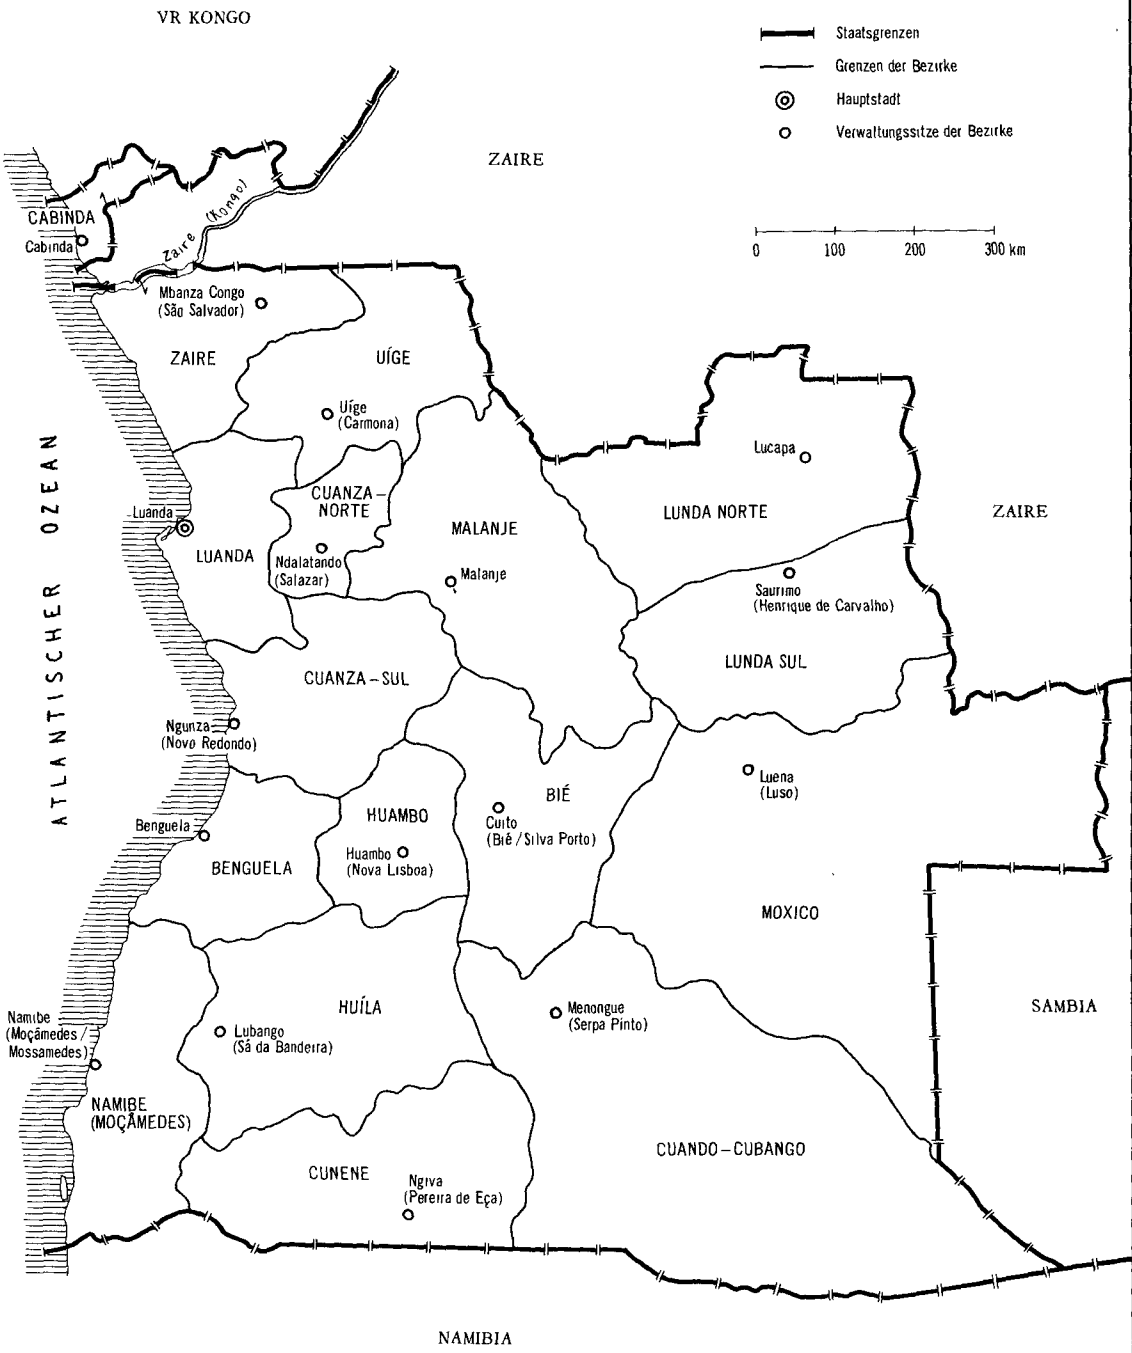 VR KONGO
Staatsgrenzen
Grenzen der Bezirke
Hauptstadt
Verwaltungssitze der Bezirke
ZAIRE
0 100 200 300 km
CABINDA
Cabinda
Zaire (Kongo)
Mbanza Congo
(São Salvador)
ZAIRE
UÍGE
Uíge
(Carmona)
Lucapa
LUNDA NORTE
ZAIRE
CUANZA–
NORTE
MALANJE
Luanda
LUANDA
Ndalatando
(Salazar)
Malanje
Saurimo
(Henrique de Carvalho)
LUNDA SUL
CUANZA–SUL
ATLANTISCHER OZEAN
Ngunza
(Novo Redondo)
Luena
(Luso)
BIÉ
Cuito
(Bié/Silva Porto)
HUAMBO
Huambo
(Nova Lisboa)
Benguela
BENGUELA
MOXICO
HUÍLA
Menongue
(Serpa Pinto)
SAMBIA
Namibe
(Moçâmedes/
Mossamedes)
Lubango
(Sá da Bandeira)
NAMIBE
(MOÇÂMEDES)
CUANDO–CUBANGO
CUNENE
Ngiva
(Pereira de Eça)
NAMIBIA